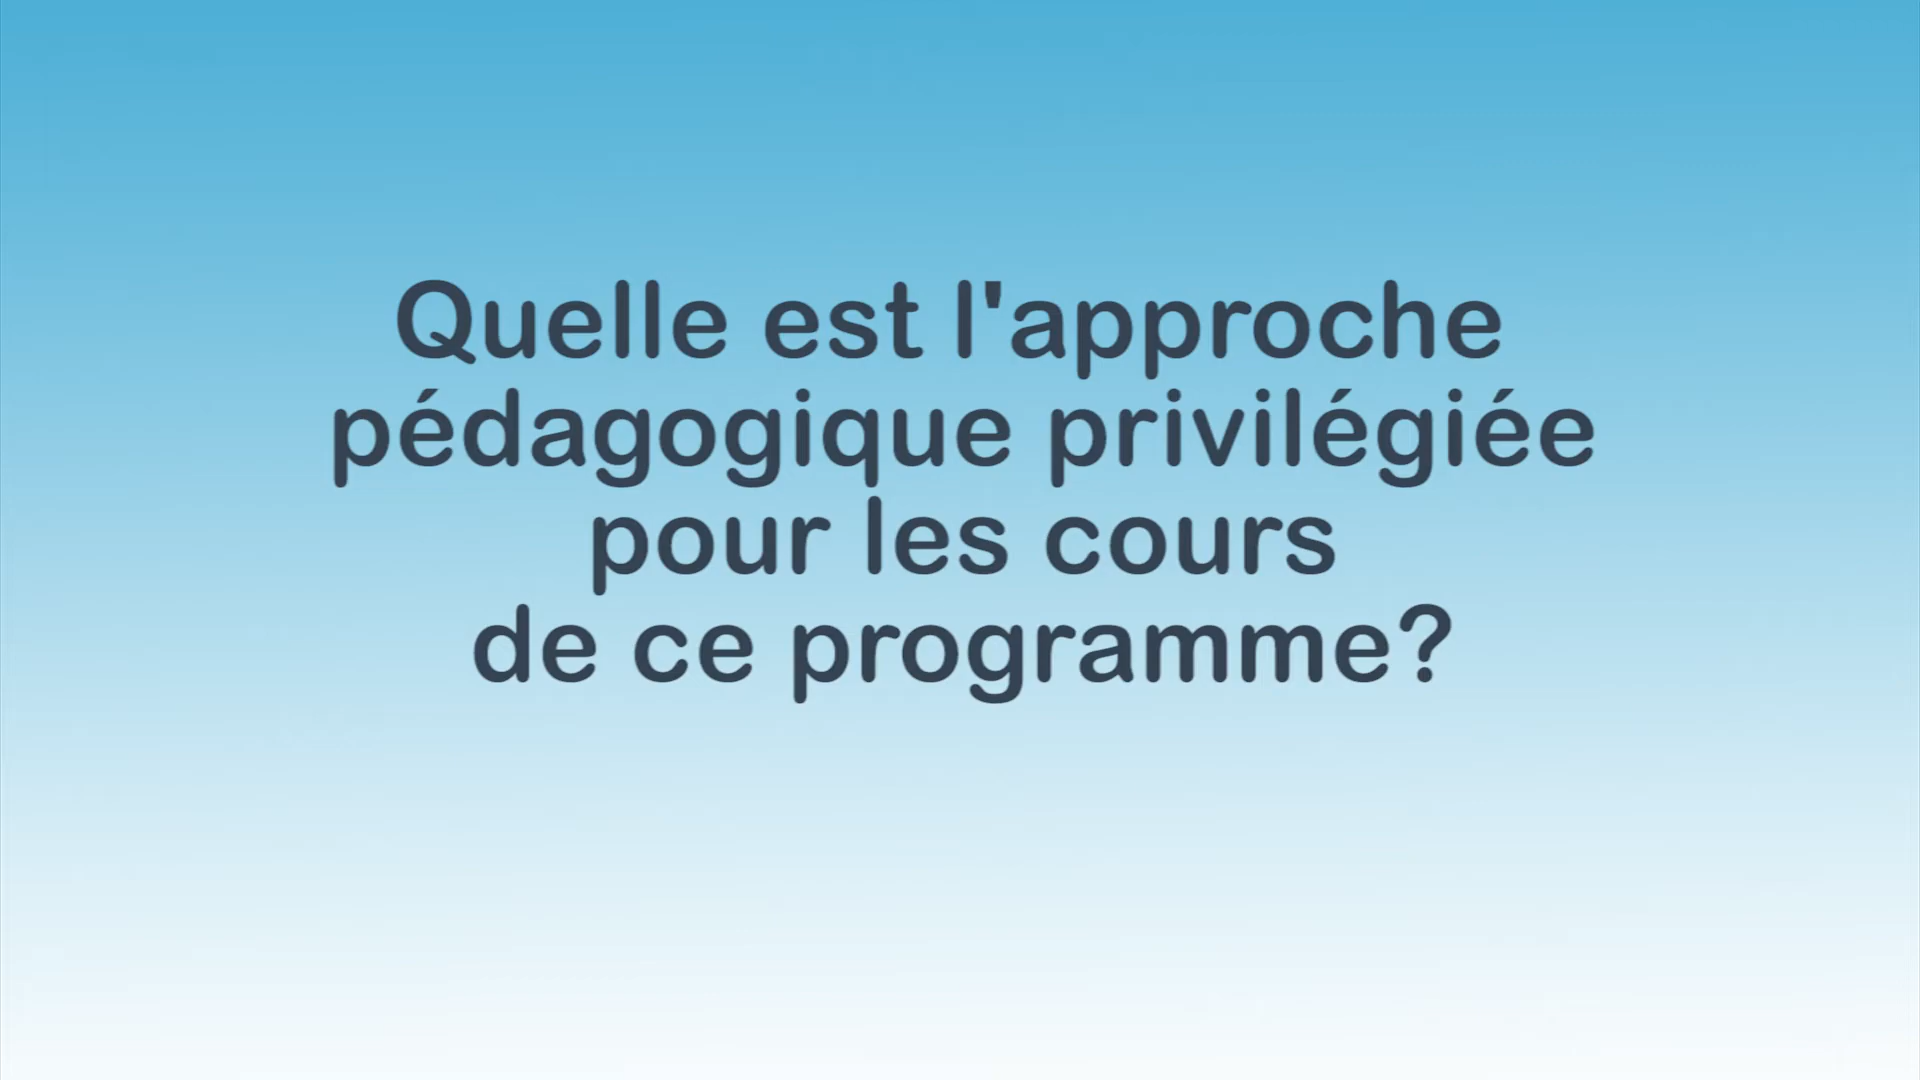 Quelle est l'approche
pédagogique privilégiée
pour les cours
de ce programme?